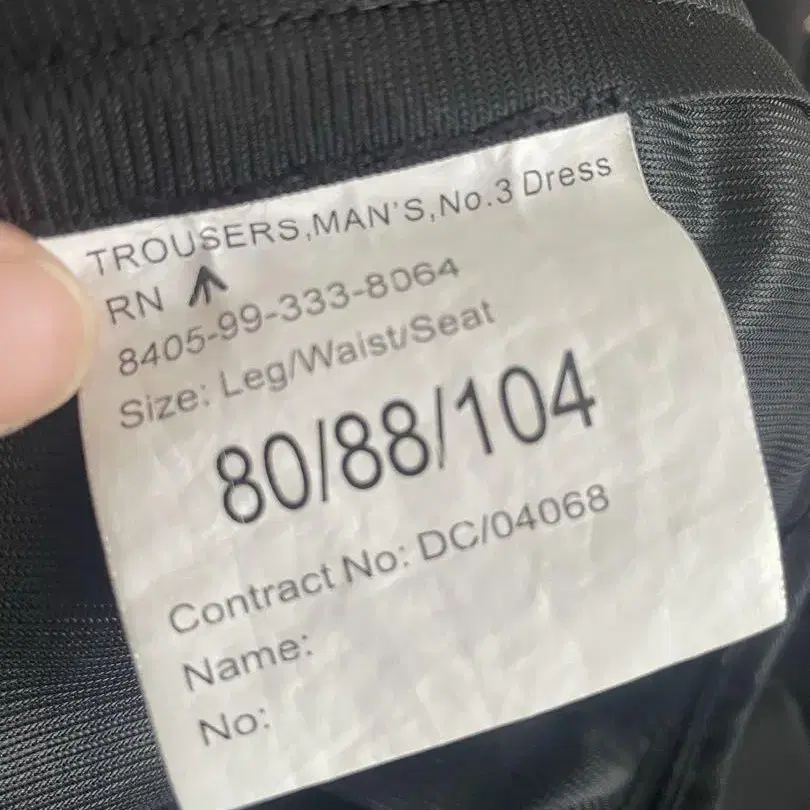 TROUSERS,MAN'S,No.3 Dress
RN
8405-99-333-8064
Size: Leg/Waist/Seat
80/88/104
Contract No: DC/04068
Name:
No: